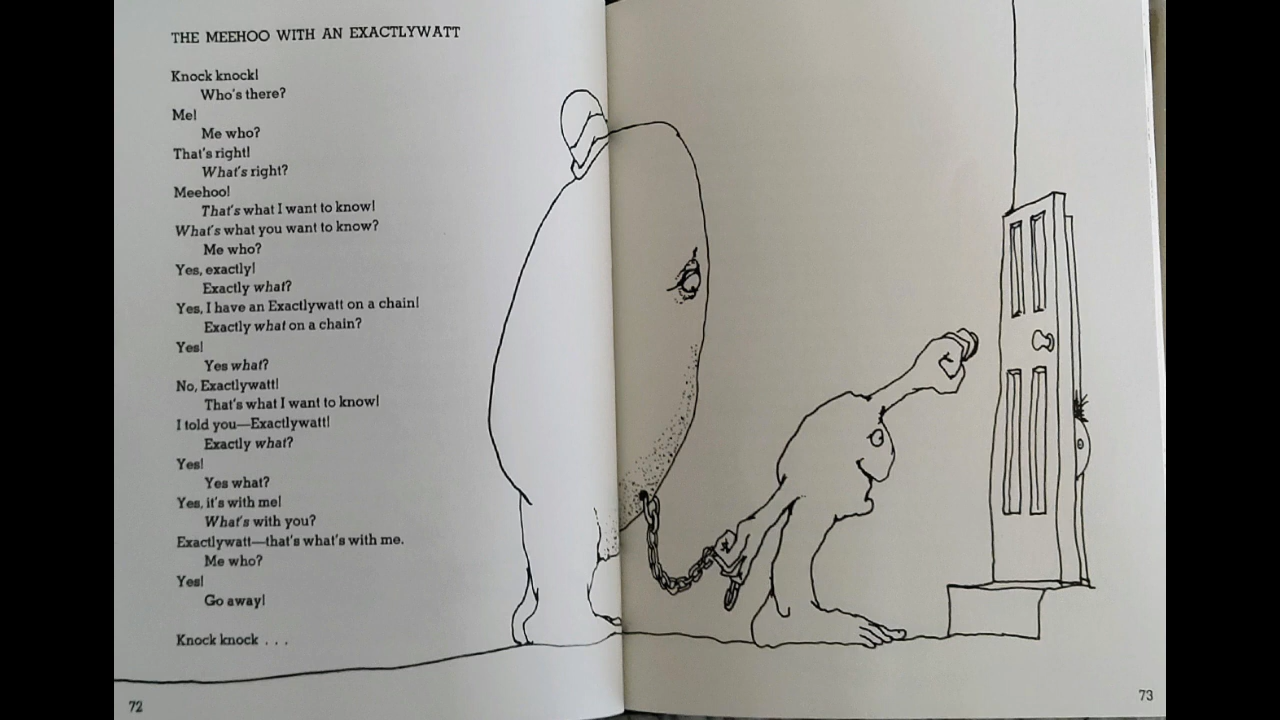 THE MEEHOO WITH AN EXACTLYWATT
Knock knock!
Who's there?
Me!
Me who?
That's right!
What's right?
Meehoo!
That's what I want to know!
What's what you want to know?
Me who?
Yes, exactly!
Exactly what?
Yes, I have an Exactlywatt on a chain!
Exactly what on a chain?
Yes!
Yes what?
No, Exactlywatt!
That's what I want to know!
I told you—Exactlywatt!
Exactly what?
Yes!
Yes what?
Yes, it's with me!
What's with you?
Exactlywatt—that's what's with me.
Me who?
Yes!
Go away!
Knock knock . . .
72
73